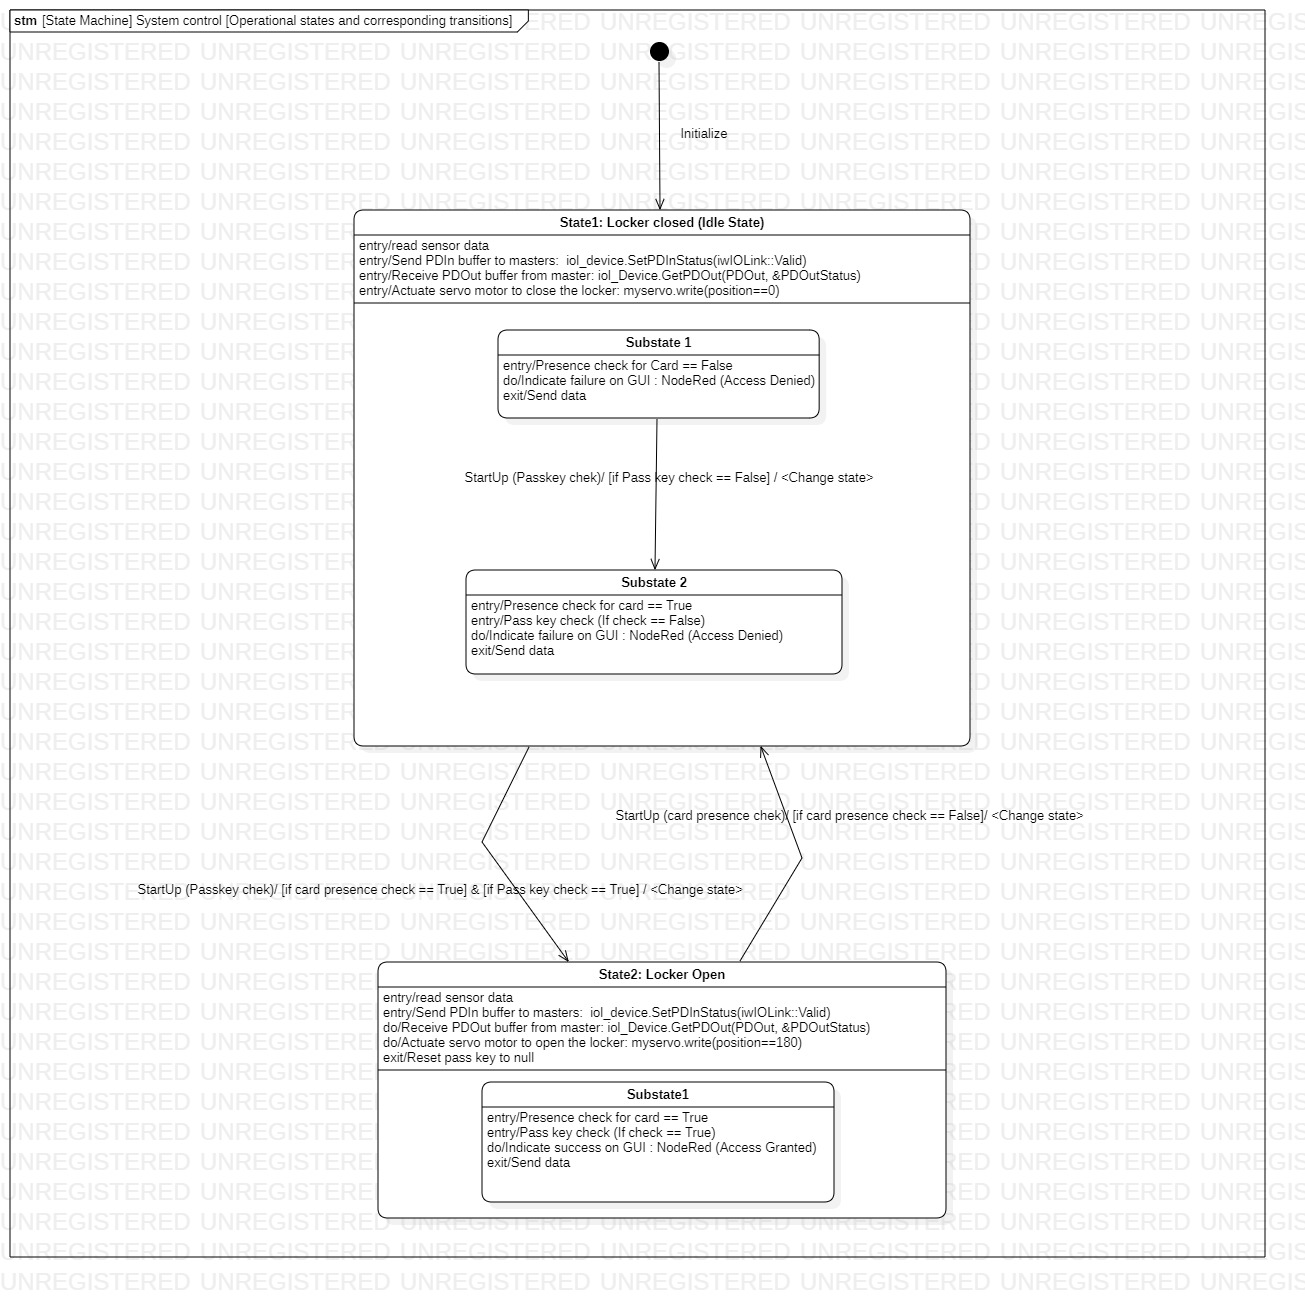 stm [State Machine] System control [Operational states and corresponding transitions]
Initialize
State1: Locker closed (Idle State)
entry/read sensor data
entry/Send PDIn buffer to masters:  iol_device.SetPDInStatus(iwIOLink::Valid)
entry/Receive PDOut buffer from master: iol_Device.GetPDOut(PDOut, &PDOutStatus)
entry/Actuate servo motor to close the locker: myservo.write(position==0)
Substate 1
entry/Presence check for Card == False
do/Indicate failure on GUI : NodeRed (Access Denied)
exit/Send data
StartUp (Passkey chek)/ [if Pass key check == False] / <Change state>
Substate 2
entry/Presence check for card == True
entry/Pass key check (If check == False)
do/Indicate failure on GUI : NodeRed (Access Denied)
exit/Send data
StartUp (card presence chek)/ [if card presence check == False]/ <Change state>
StartUp (Passkey chek)/ [if card presence check == True] & [if Pass key check == True] / <Change state>
State2: Locker Open
entry/read sensor data
entry/Send PDIn buffer to masters:  iol_device.SetPDInStatus(iwIOLink::Valid)
do/Receive PDOut buffer from master: iol_Device.GetPDOut(PDOut, &PDOutStatus)
do/Actuate servo motor to open the locker: myservo.write(position==180)
exit/Reset pass key to null
Substate1
entry/Presence check for card == True
entry/Pass key check (If check == True)
do/Indicate success on GUI : NodeRed (Access Granted)
exit/Send data
UNREGISTERED